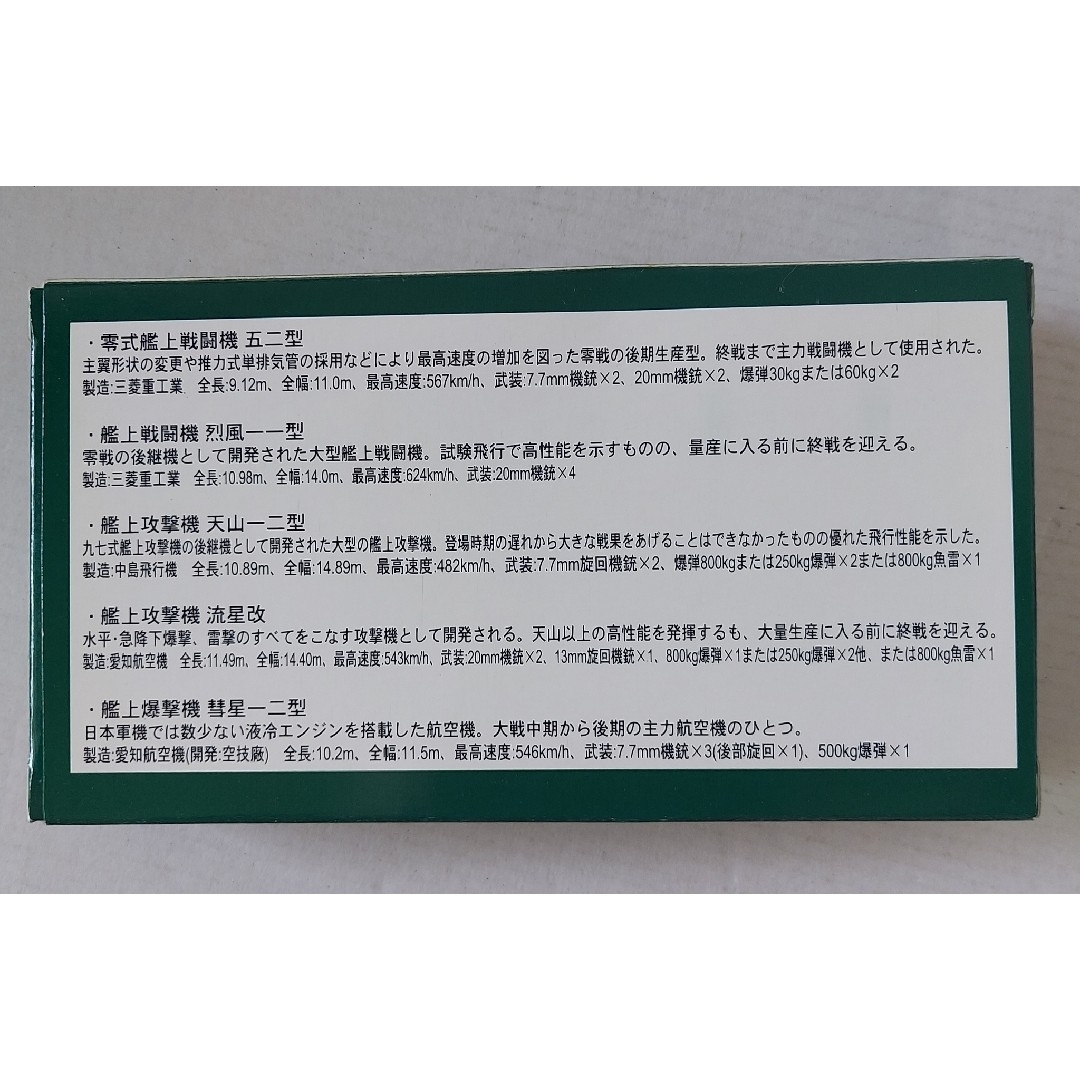 ・零式艦上戦闘機 五二型
主翼形状の変更や推力式単排気管の採用などにより最高速度の増加を図った零戦の後期生産型。終戦まで主力戦闘機として使用された。
製造:三菱重工業 全長:9.12m、全幅:11.0m、最高速度:567km/h、武装:7.7mm機銃×2、20mm機銃×2、爆弾30kgまたは60kg×2
・艦上戦闘機 烈風一一型
零戦の後継機として開発された大型艦上戦闘機。試験飛行で高性能を示すものの、量産に入る前に終戦を迎える。
製造:三菱重工業 全長:10.98m、全幅:14.0m、最高速度:624km/h、武装:20mm機銃×4
・艦上攻撃機 天山一二型
九七式艦上攻撃機の後継機として開発された大型の艦上攻撃機。登場時期の遅れから大きな戦果をあげることはできなかったものの優れた飛行性能を示した。
製造:中島飛行機 全長:10.89m、全幅:14.89m、最高速度:482km/h、武装:7.7mm旋回機銃×2、爆弾800kgまたは250kg爆弾×2または800kg魚雷×1
・艦上攻撃機 流星改
水平・急降下爆撃、雷撃のすべてをこなす攻撃機として開発される。天山以上の高性能を発揮するも、大量生産に入る前に終戦を迎える。
製造:愛知航空機 全長:11.49m、全幅:14.40m、最高速度:543km/h、武装:20mm機銃×2、13mm旋回機銃×1、800kg爆弾×1または250kg爆弾×2他、または800kg魚雷×1
・艦上爆撃機 彗星一二型
日本軍機では数少ない液冷エンジンを搭載した航空機。大戦中期から後期の主力航空機のひとつ。
製造:愛知航空機(開発:空技廠) 全長:10.2m、全幅:11.5m、最高速度:546km/h、武装:7.7mm機銃×3(後部旋回×1)、500kg爆弾×1